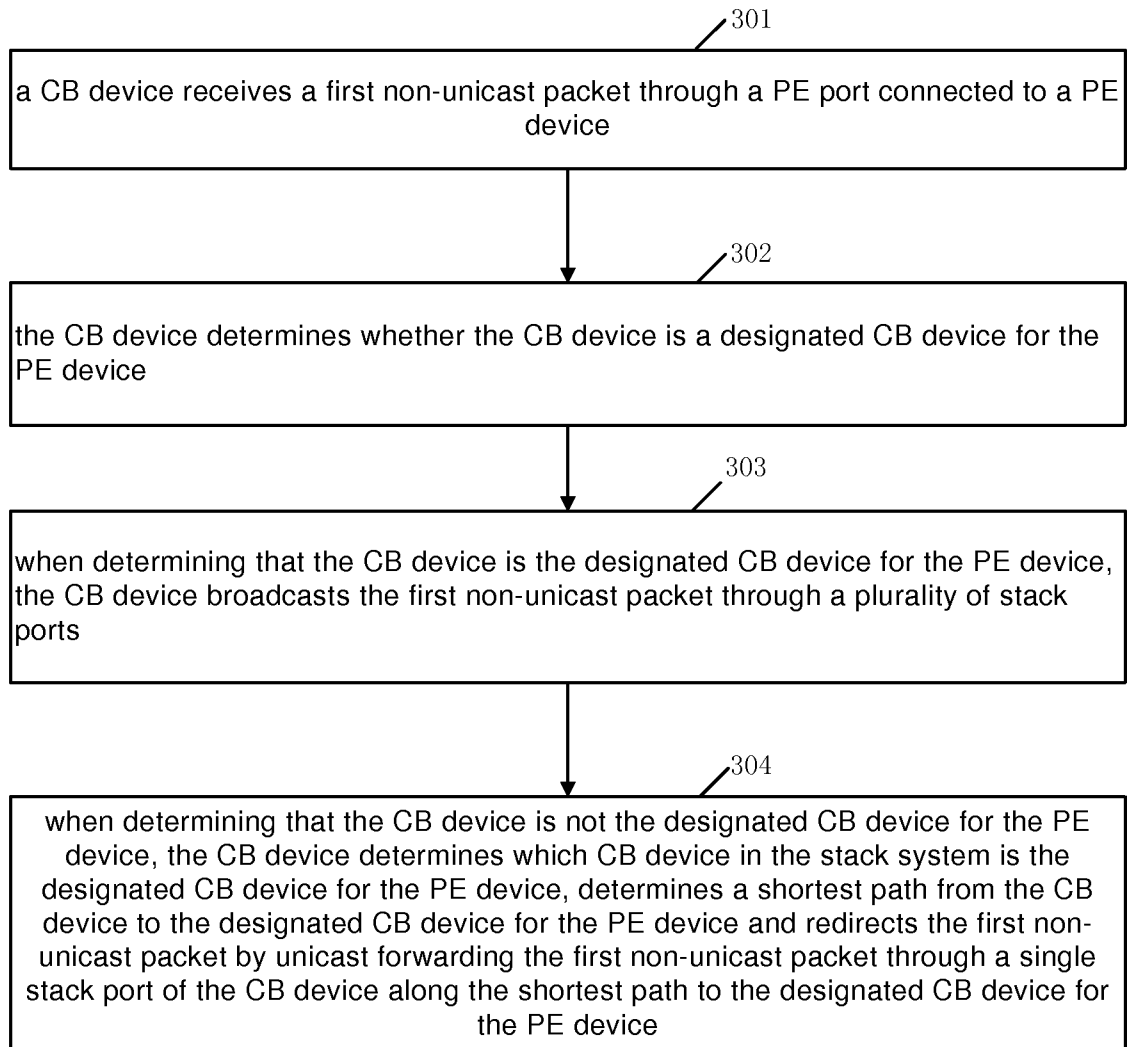 301
a CB device receives a first non-unicast packet through a PE port connected to a PE
device
302
the CB device determines whether the CB device is a designated CB device for the
PE device
303
when determining that the CB device is the designated CB device for the PE device,
the CB device broadcasts the first non-unicast packet through a plurality of stack
ports
304
when determining that the CB device is not the designated CB device for the PE
device, the CB device determines which CB device in the stack system is the
designated CB device for the PE device, determines a shortest path from the CB
device to the designated CB device for the PE device and redirects the first non-
unicast packet by unicast forwarding the first non-unicast packet through a single
stack port of the CB device along the shortest path to the designated CB device for
the PE device